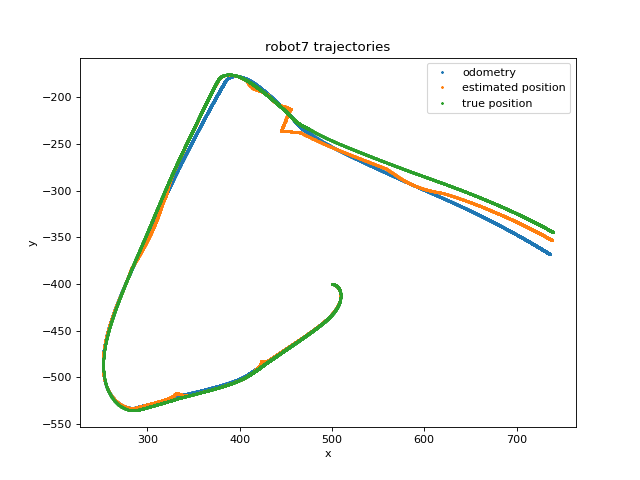 robot7 trajectories
odometry
estimated position
true position
−200
−250
−300
−350
−400
−450
−500
−550
y
300 400 500 600 700
x